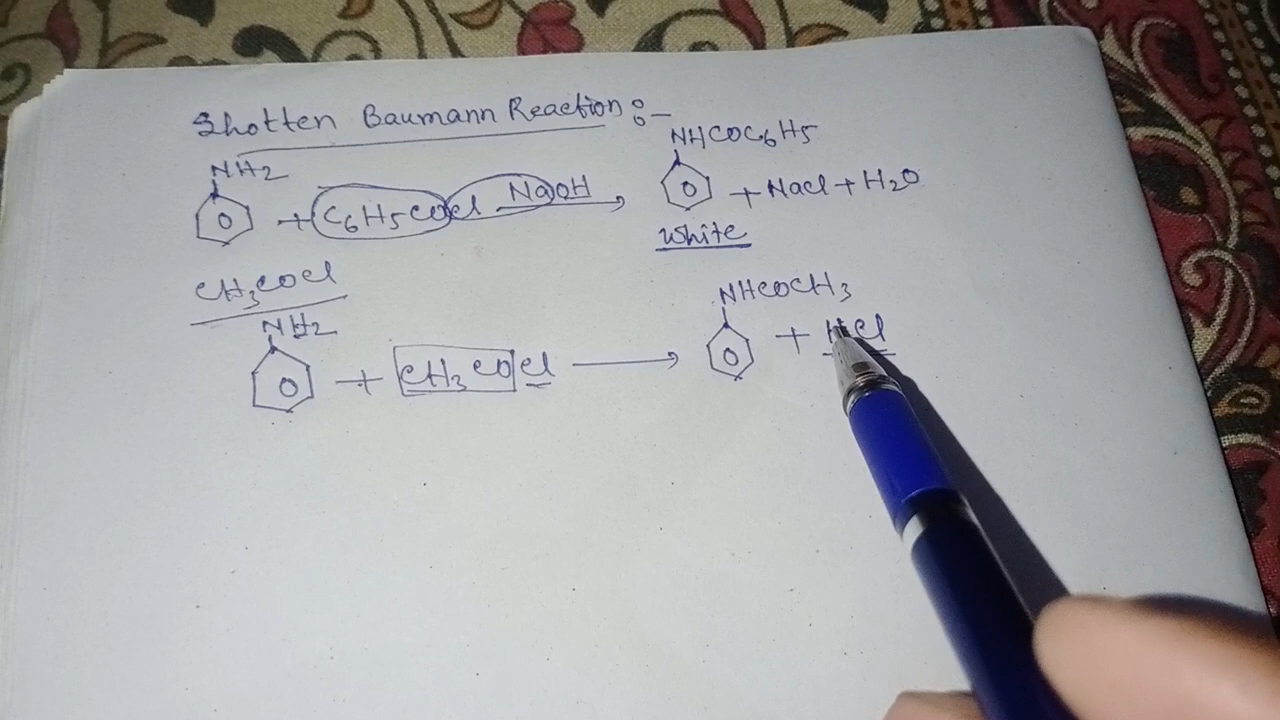 Shotten Baumann Reaction :-
NH2 NHCOC6H5
+ C6H5COCl NaOH → + NaCl + H2O
White
CH3COCl
NH2 NHCOCH3
+ CH3COCl → + HCl